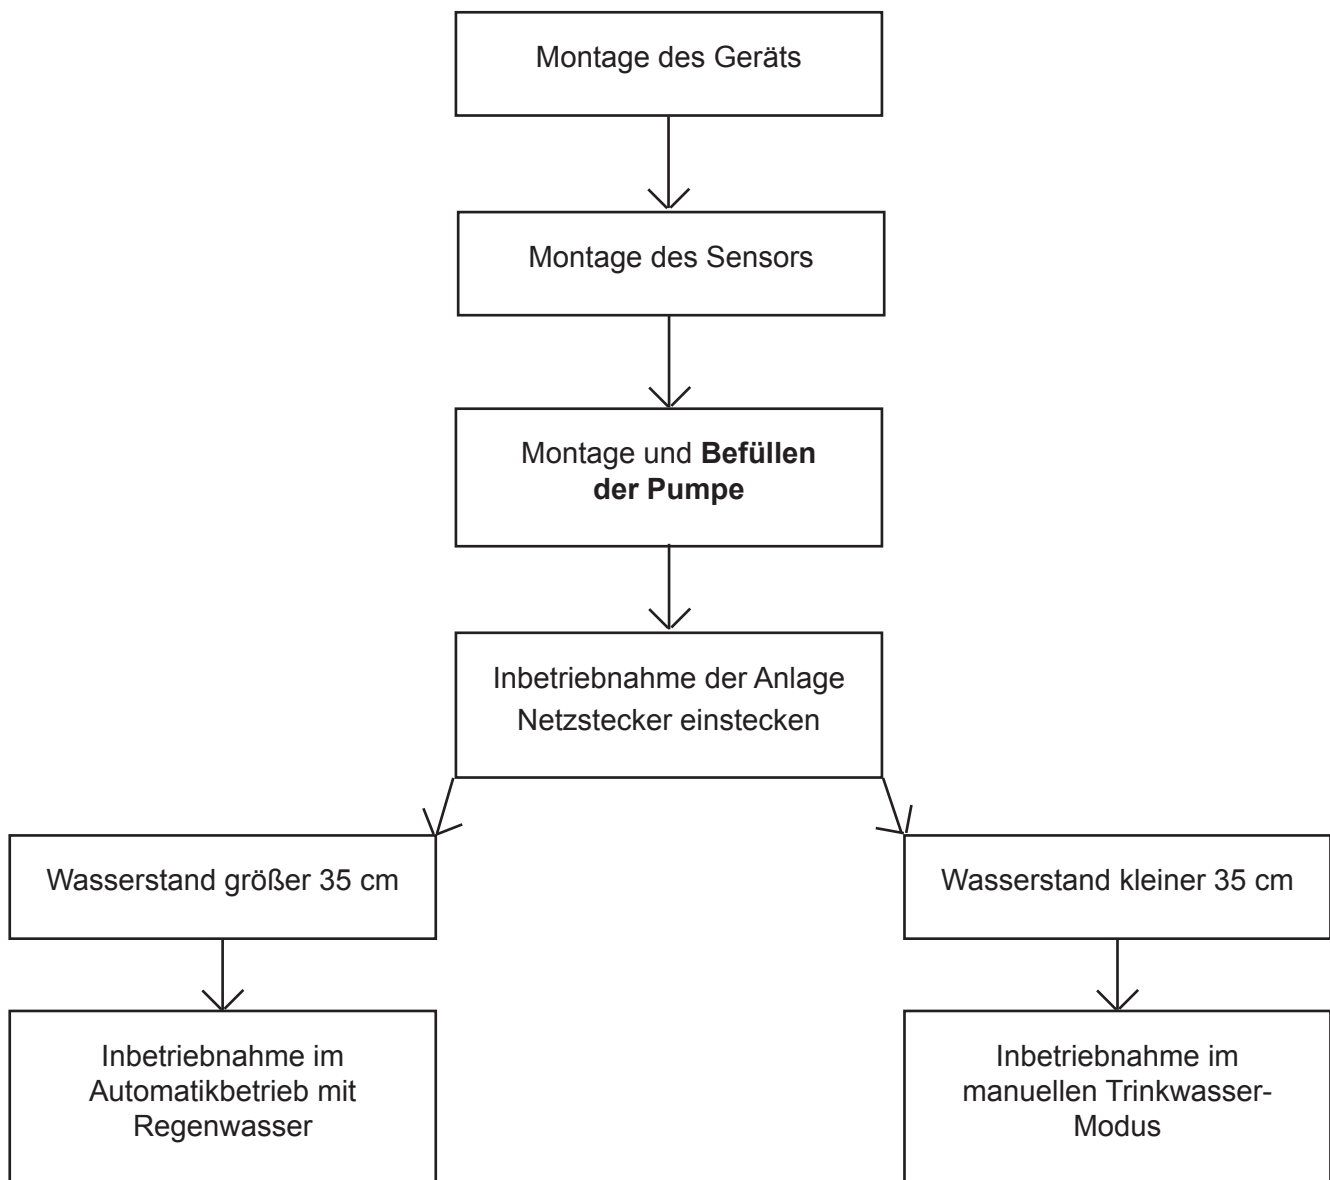 Montage des Geräts
Montage des Sensors
Montage und Befüllen
der Pumpe
Inbetriebnahme der Anlage
Netzstecker einstecken
Wasserstand größer 35 cm
Wasserstand kleiner 35 cm
Inbetriebnahme im
Automatikbetrieb mit
Regenwasser
Inbetriebnahme im
manuellen Trinkwasser-
Modus